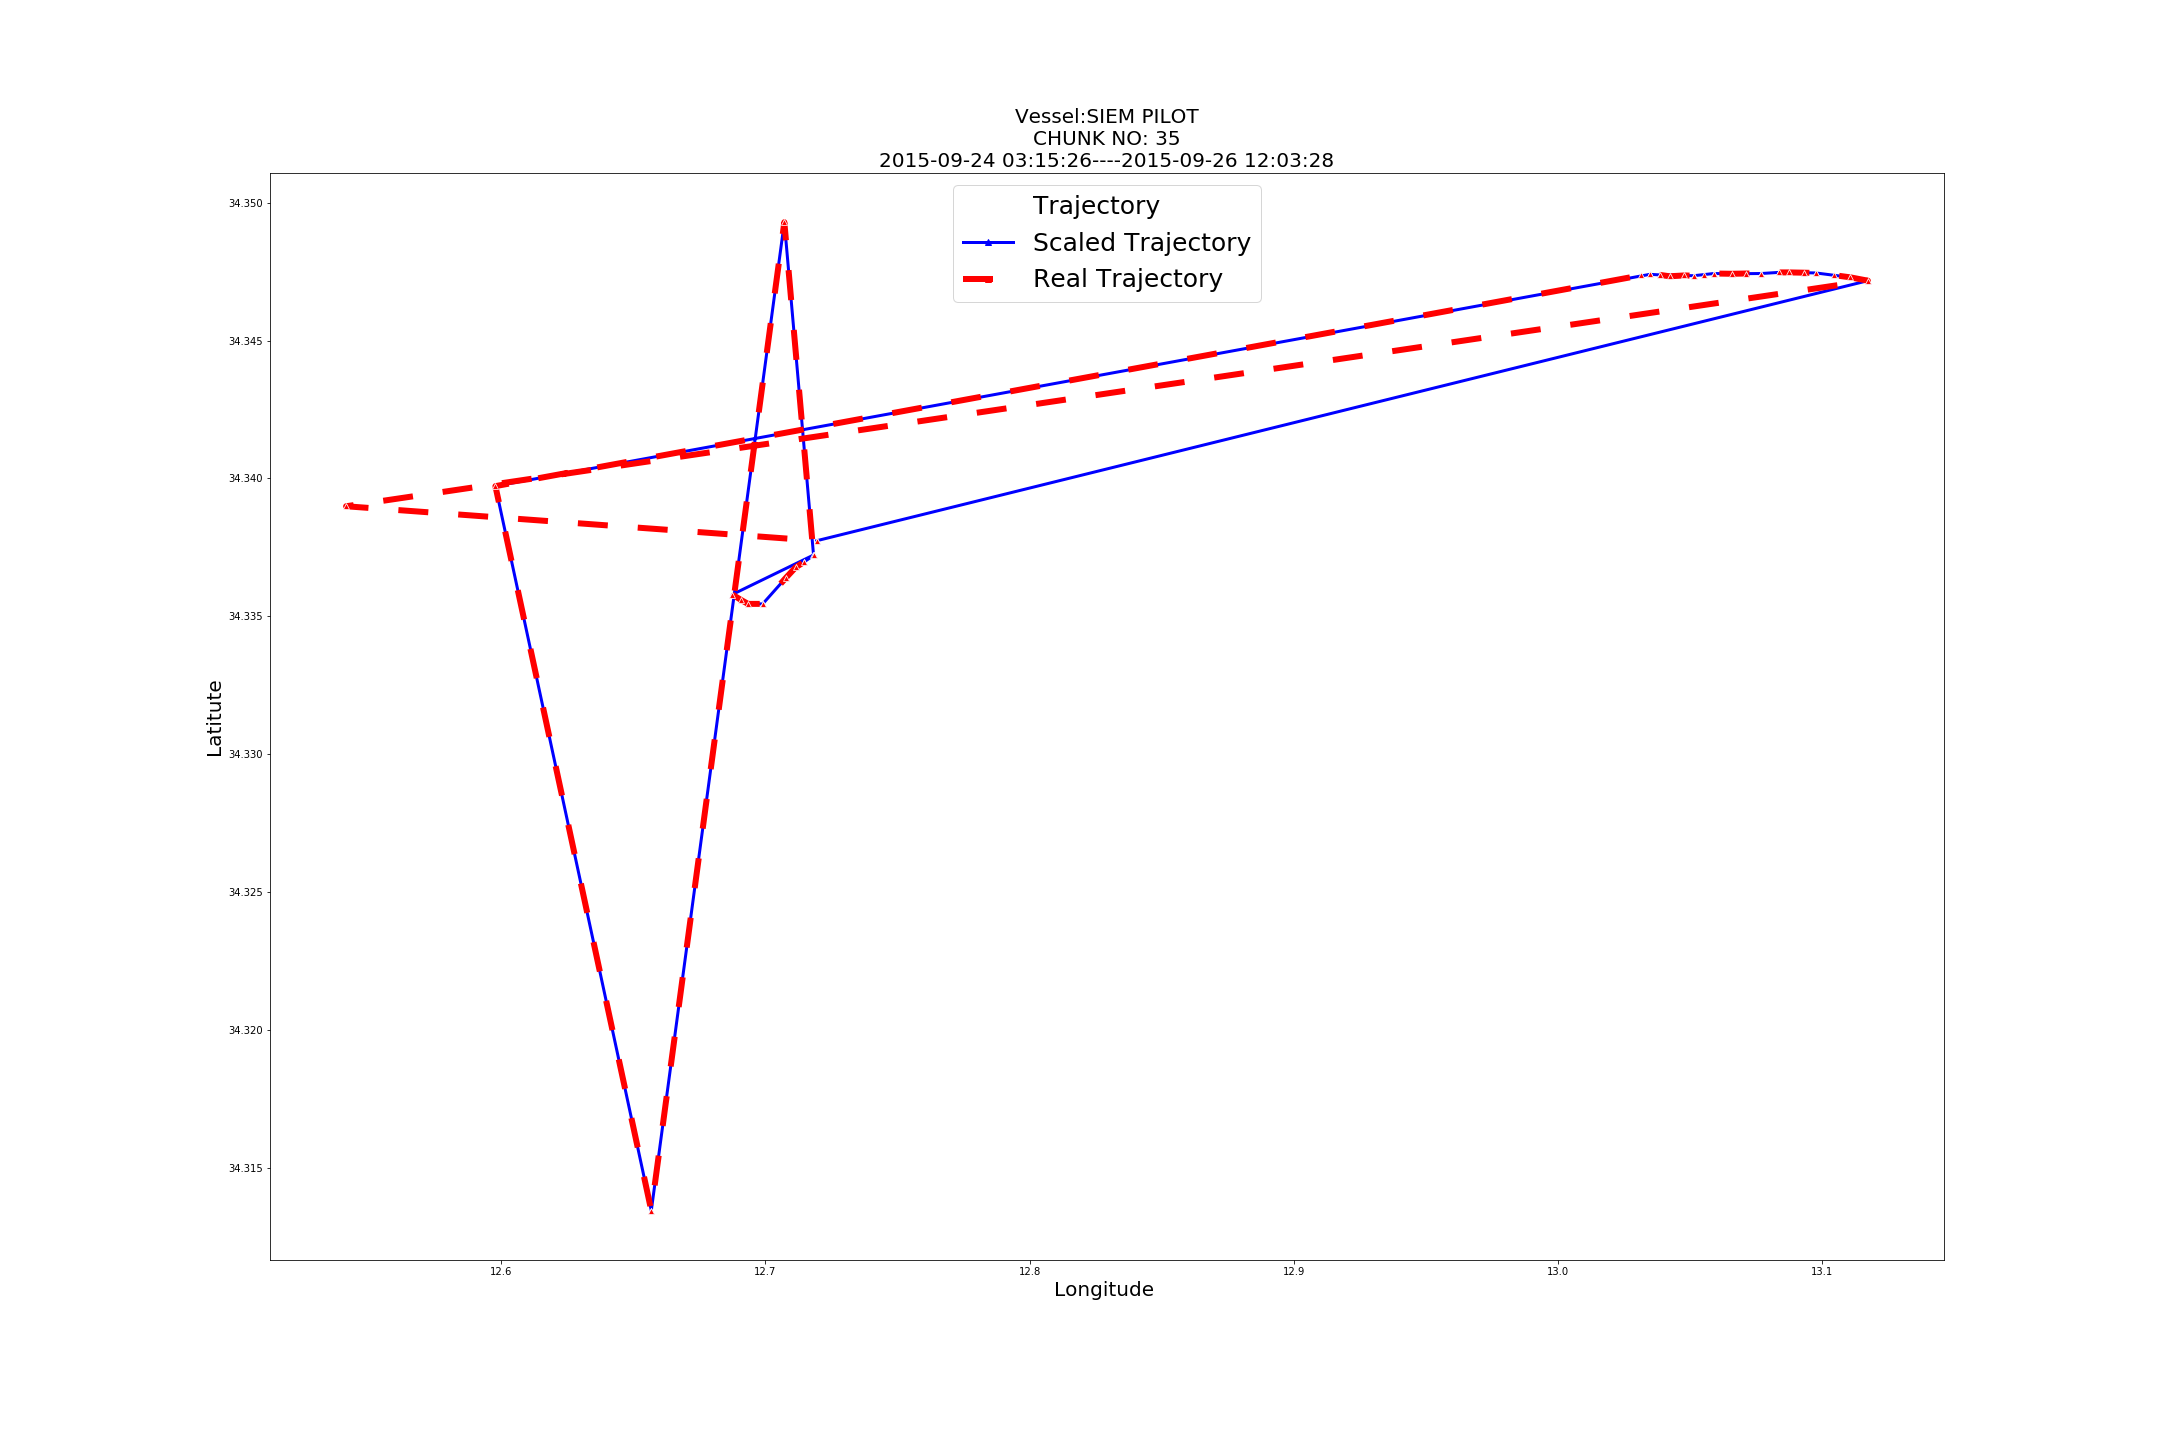 Vessel:SIEM PILOT
CHUNK NO: 35
2015-09-24 03:15:26----2015-09-26 12:03:28
Trajectory
Scaled Trajectory
Real Trajectory
34.350
34.345
34.340
34.335
34.330
34.325
34.320
34.315
Latitute
12.6 12.7 12.8 12.9 13.0 13.1
Longitude